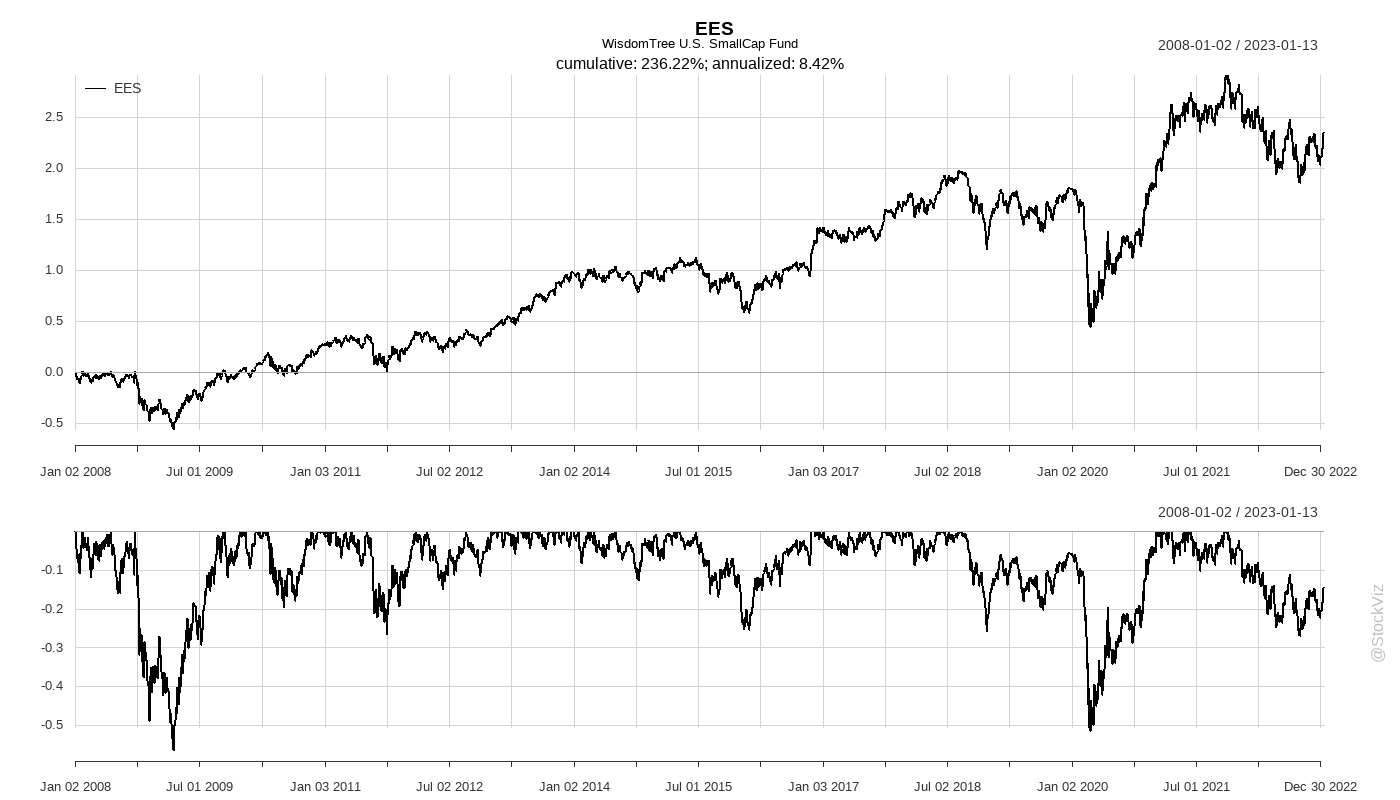 EES
WisdomTree U.S. SmallCap Fund
cumulative: 236.22%; annualized: 8.42%
2008-01-02 / 2023-01-13
EES
2.5
2.0
1.5
1.0
0.5
0.0
-0.5
Jan 02 2008 Jul 01 2009 Jan 03 2011 Jul 02 2012 Jan 02 2014 Jul 01 2015 Jan 03 2017 Jul 02 2018 Jan 02 2020 Jul 01 2021 Dec 30 2022
2008-01-02 / 2023-01-13
-0.1
-0.2
-0.3
-0.4
-0.5
Jan 02 2008 Jul 01 2009 Jan 03 2011 Jul 02 2012 Jan 02 2014 Jul 01 2015 Jan 03 2017 Jul 02 2018 Jan 02 2020 Jul 01 2021 Dec 30 2022
@StockViz